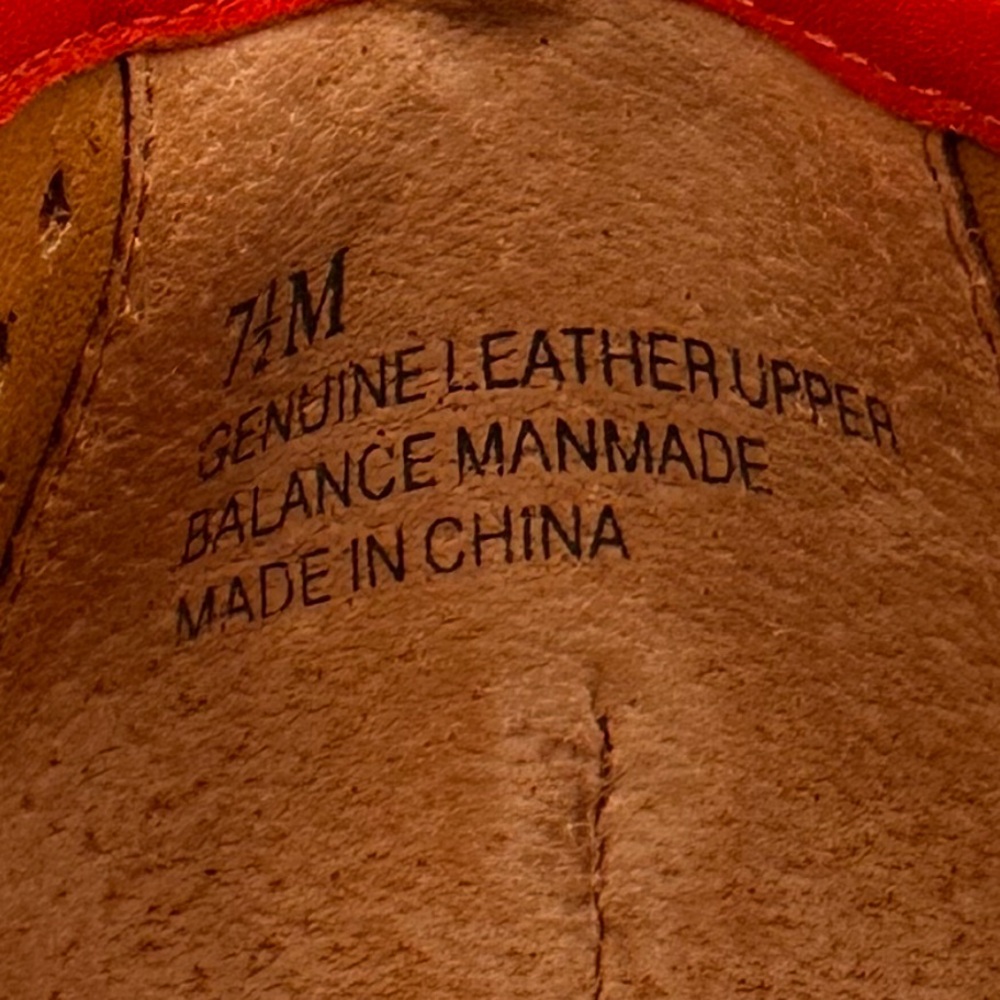 7½M
GENUINE LEATHER UPPER
BALANCE MANMADE
MADE IN CHINA